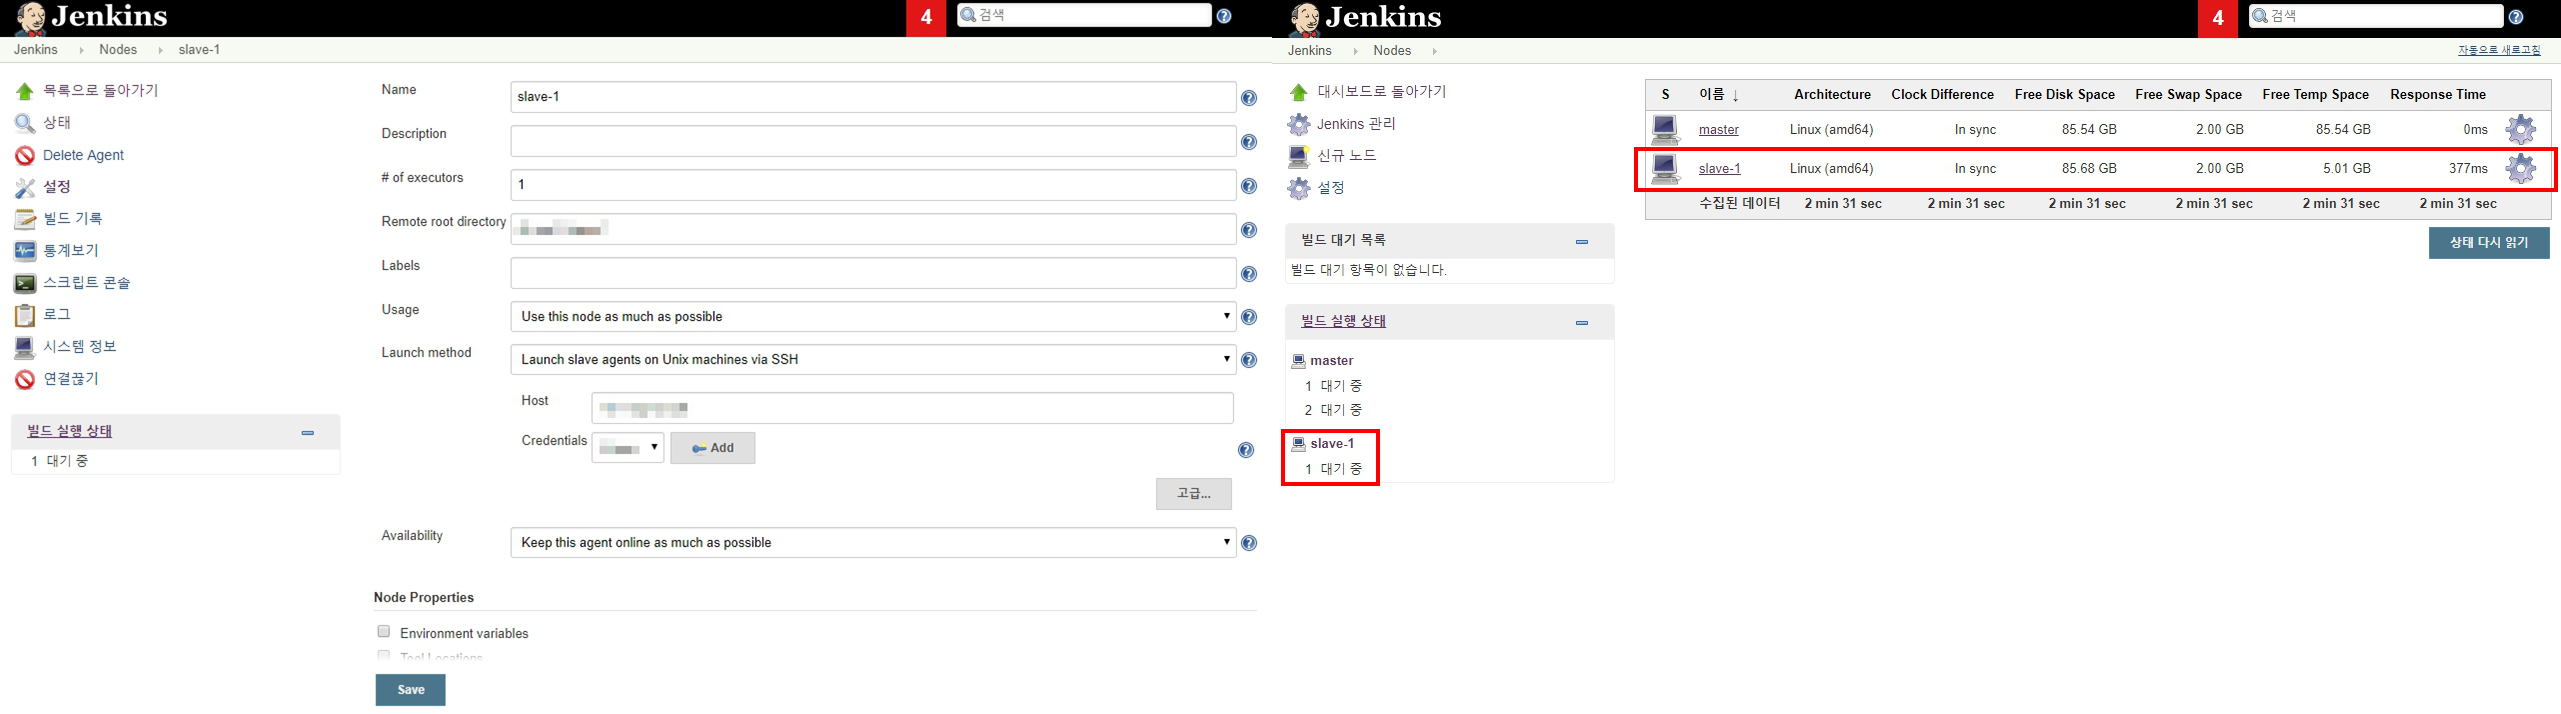 Jenkins
4
검색
Jenkins
Nodes
slave-1
목록으로 돌아가기
상태
Delete Agent
설정
빌드 기록
통계보기
스크립트 콘솔
로그
시스템 정보
연결끊기
빌드 실행 상태
1 대기 중
Name
slave-1
Description
# of executors
1
Remote root directory
Labels
Usage
Use this node as much as possible
Launch method
Launch slave agents on Unix machines via SSH
Host
Credentials
Add
고급...
Availability
Keep this agent online as much as possible
Node Properties
Environment variables
Tool Locations
Save
Jenkins
4
검색
Jenkins
Nodes
자동으로 새로고침
대시보드로 돌아가기
Jenkins 관리
신규 노드
설정
빌드 대기 목록
빌드 대기 항목이 없습니다.
빌드 실행 상태
master
1 대기 중
2 대기 중
slave-1
1 대기 중
S 이름 ↓ Architecture Clock Difference Free Disk Space Free Swap Space Free Temp Space Response Time
master Linux (amd64) In sync 85.54 GB 2.00 GB 85.54 GB 0ms
slave-1 Linux (amd64) In sync 85.68 GB 2.00 GB 5.01 GB 377ms
수집된 데이터 2 min 31 sec 2 min 31 sec 2 min 31 sec 2 min 31 sec 2 min 31 sec 2 min 31 sec
상태 다시 읽기